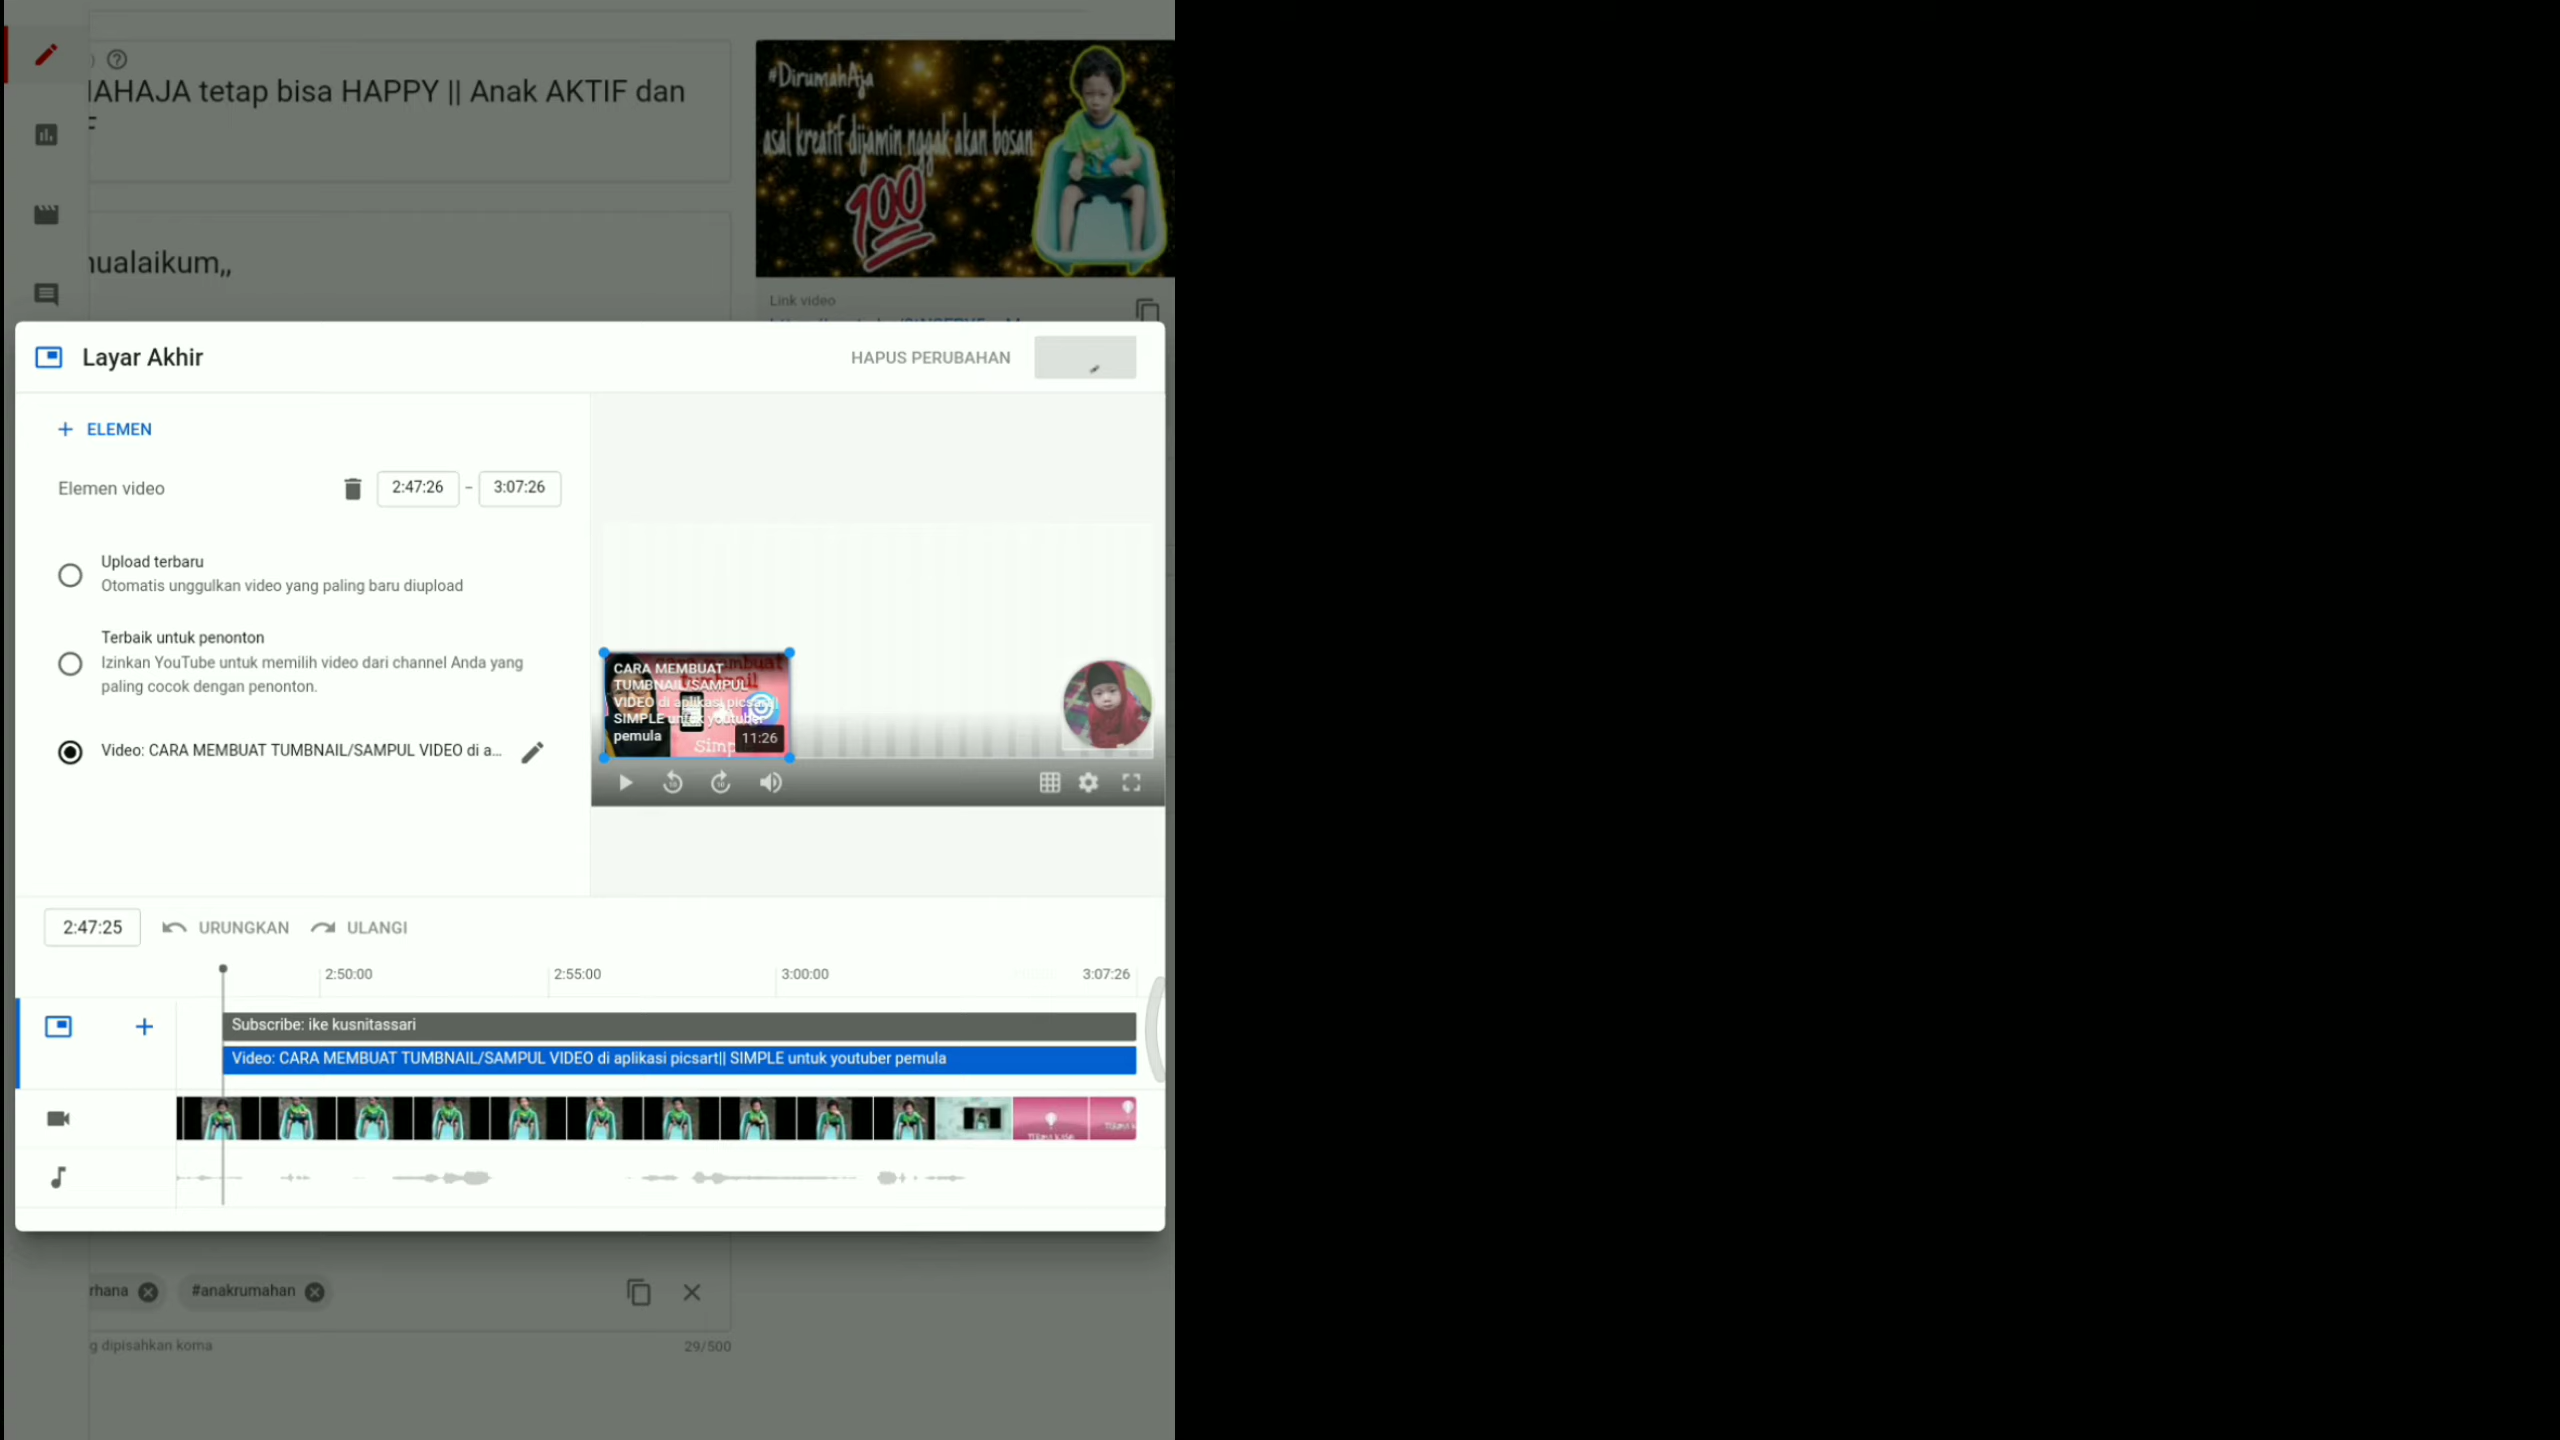 AHAJA tetap bisa HAPPY || Anak AKTIF dan
#DirumahAja
asal kreatif dijamin nggak akan bosan
100
ualaikum,,
Link video
Layar Akhir
HAPUS PERUBAHAN
+ ELEMEN
Elemen video
2:47:26 – 3:07:26
Upload terbaru
Otomatis unggulkan video yang paling baru diupload
Terbaik untuk penonton
Izinkan YouTube untuk memilih video dari channel Anda yang
paling cocok dengan penonton.
Video: CARA MEMBUAT TUMBNAIL/SAMPUL VIDEO di a...
CARA MEMBUAT
TUMBNAIL/SAMPUL
VIDEO di aplikasi picsart||
SIMPLE untuk youtuber
pemula
11:26
2:47:25
URUNGKAN
ULANGI
2:50:00
2:55:00
3:00:00
3:07:26
Subscribe: ike kusnitassari
Video: CARA MEMBUAT TUMBNAIL/SAMPUL VIDEO di aplikasi picsart|| SIMPLE untuk youtuber pemula
rhana
#anakrumahan
g dipisahkan koma
29/500